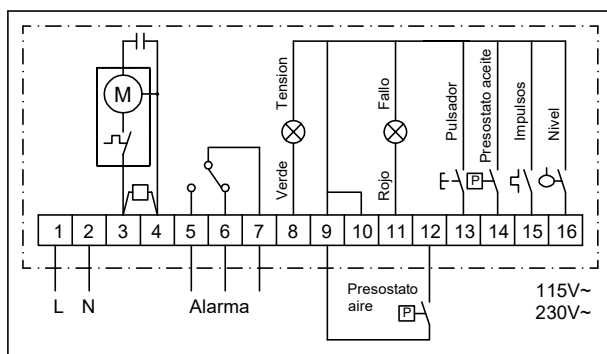 Tension
Verde
Fallo
Rojo
Pulsador
Presostato aceite
Impulsos
Nivel
M
P
1 2 3 4 5 6 7 8 9 10 11 12 13 14 15 16
L N Alarma
Presostato
aire
P
115V~
230V~